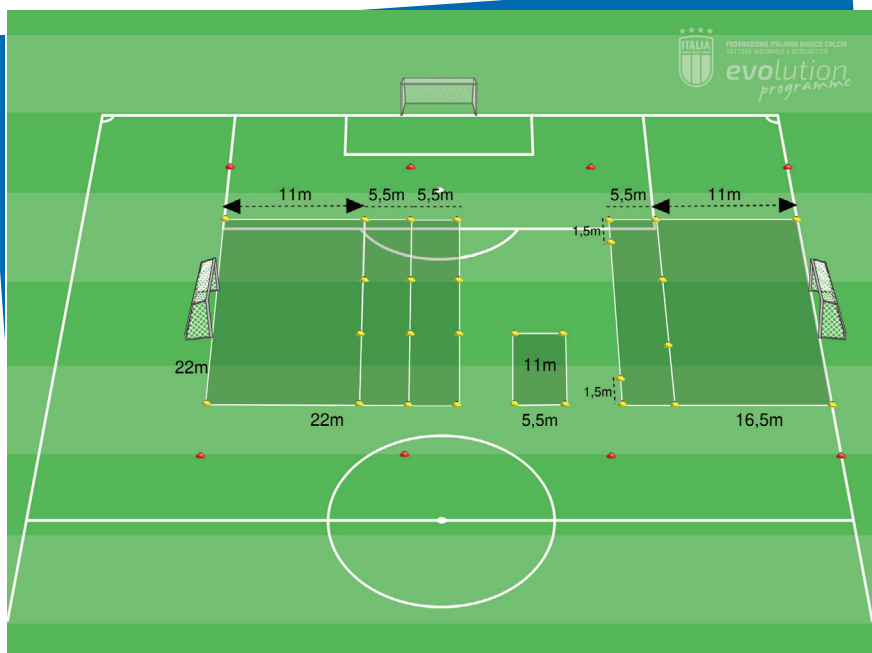 ITALIA
FEDERAZIONE ITALIANA GIUOCO CALCIO
SETTORE GIOVANILE E SCOLASTICO
evolution
programme
11m
5,5m
5,5m
5,5m
11m
1,5m
22m
11m
1,5m
22m
5,5m
16,5m